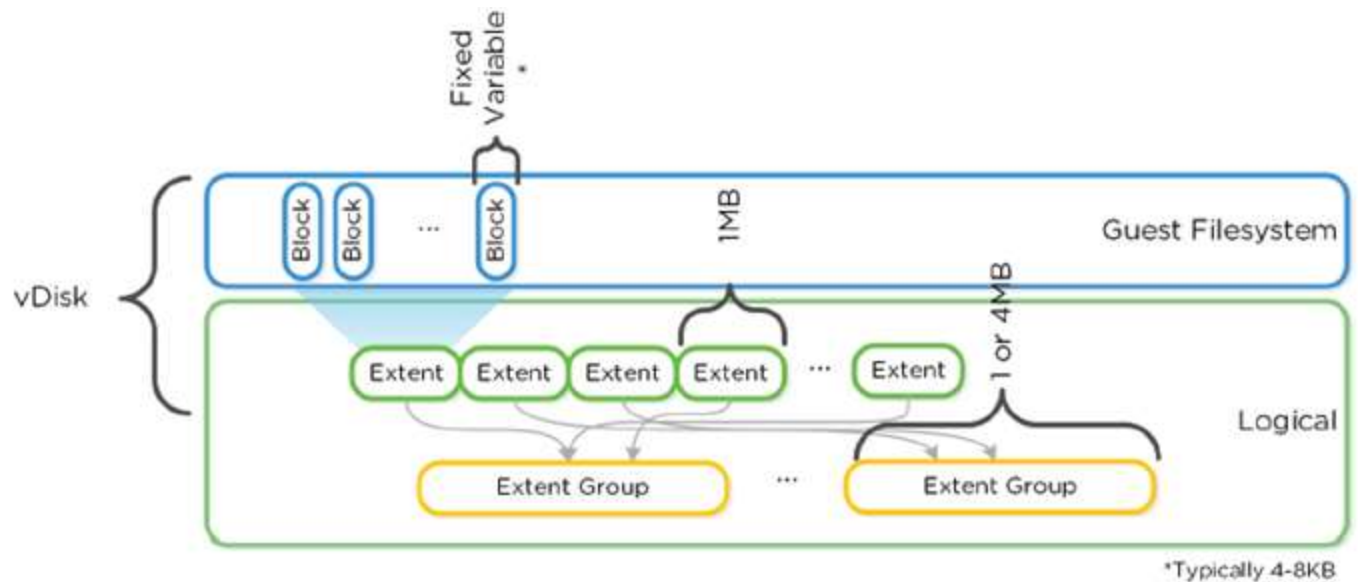 Fixed
Variable
*
Block
Block
...
Block
1MB
Guest Filesystem
vDisk
1 or 4MB
Extent
Extent
Extent
Extent
...
Extent
Logical
Extent Group
...
Extent Group
*Typically 4-8KB